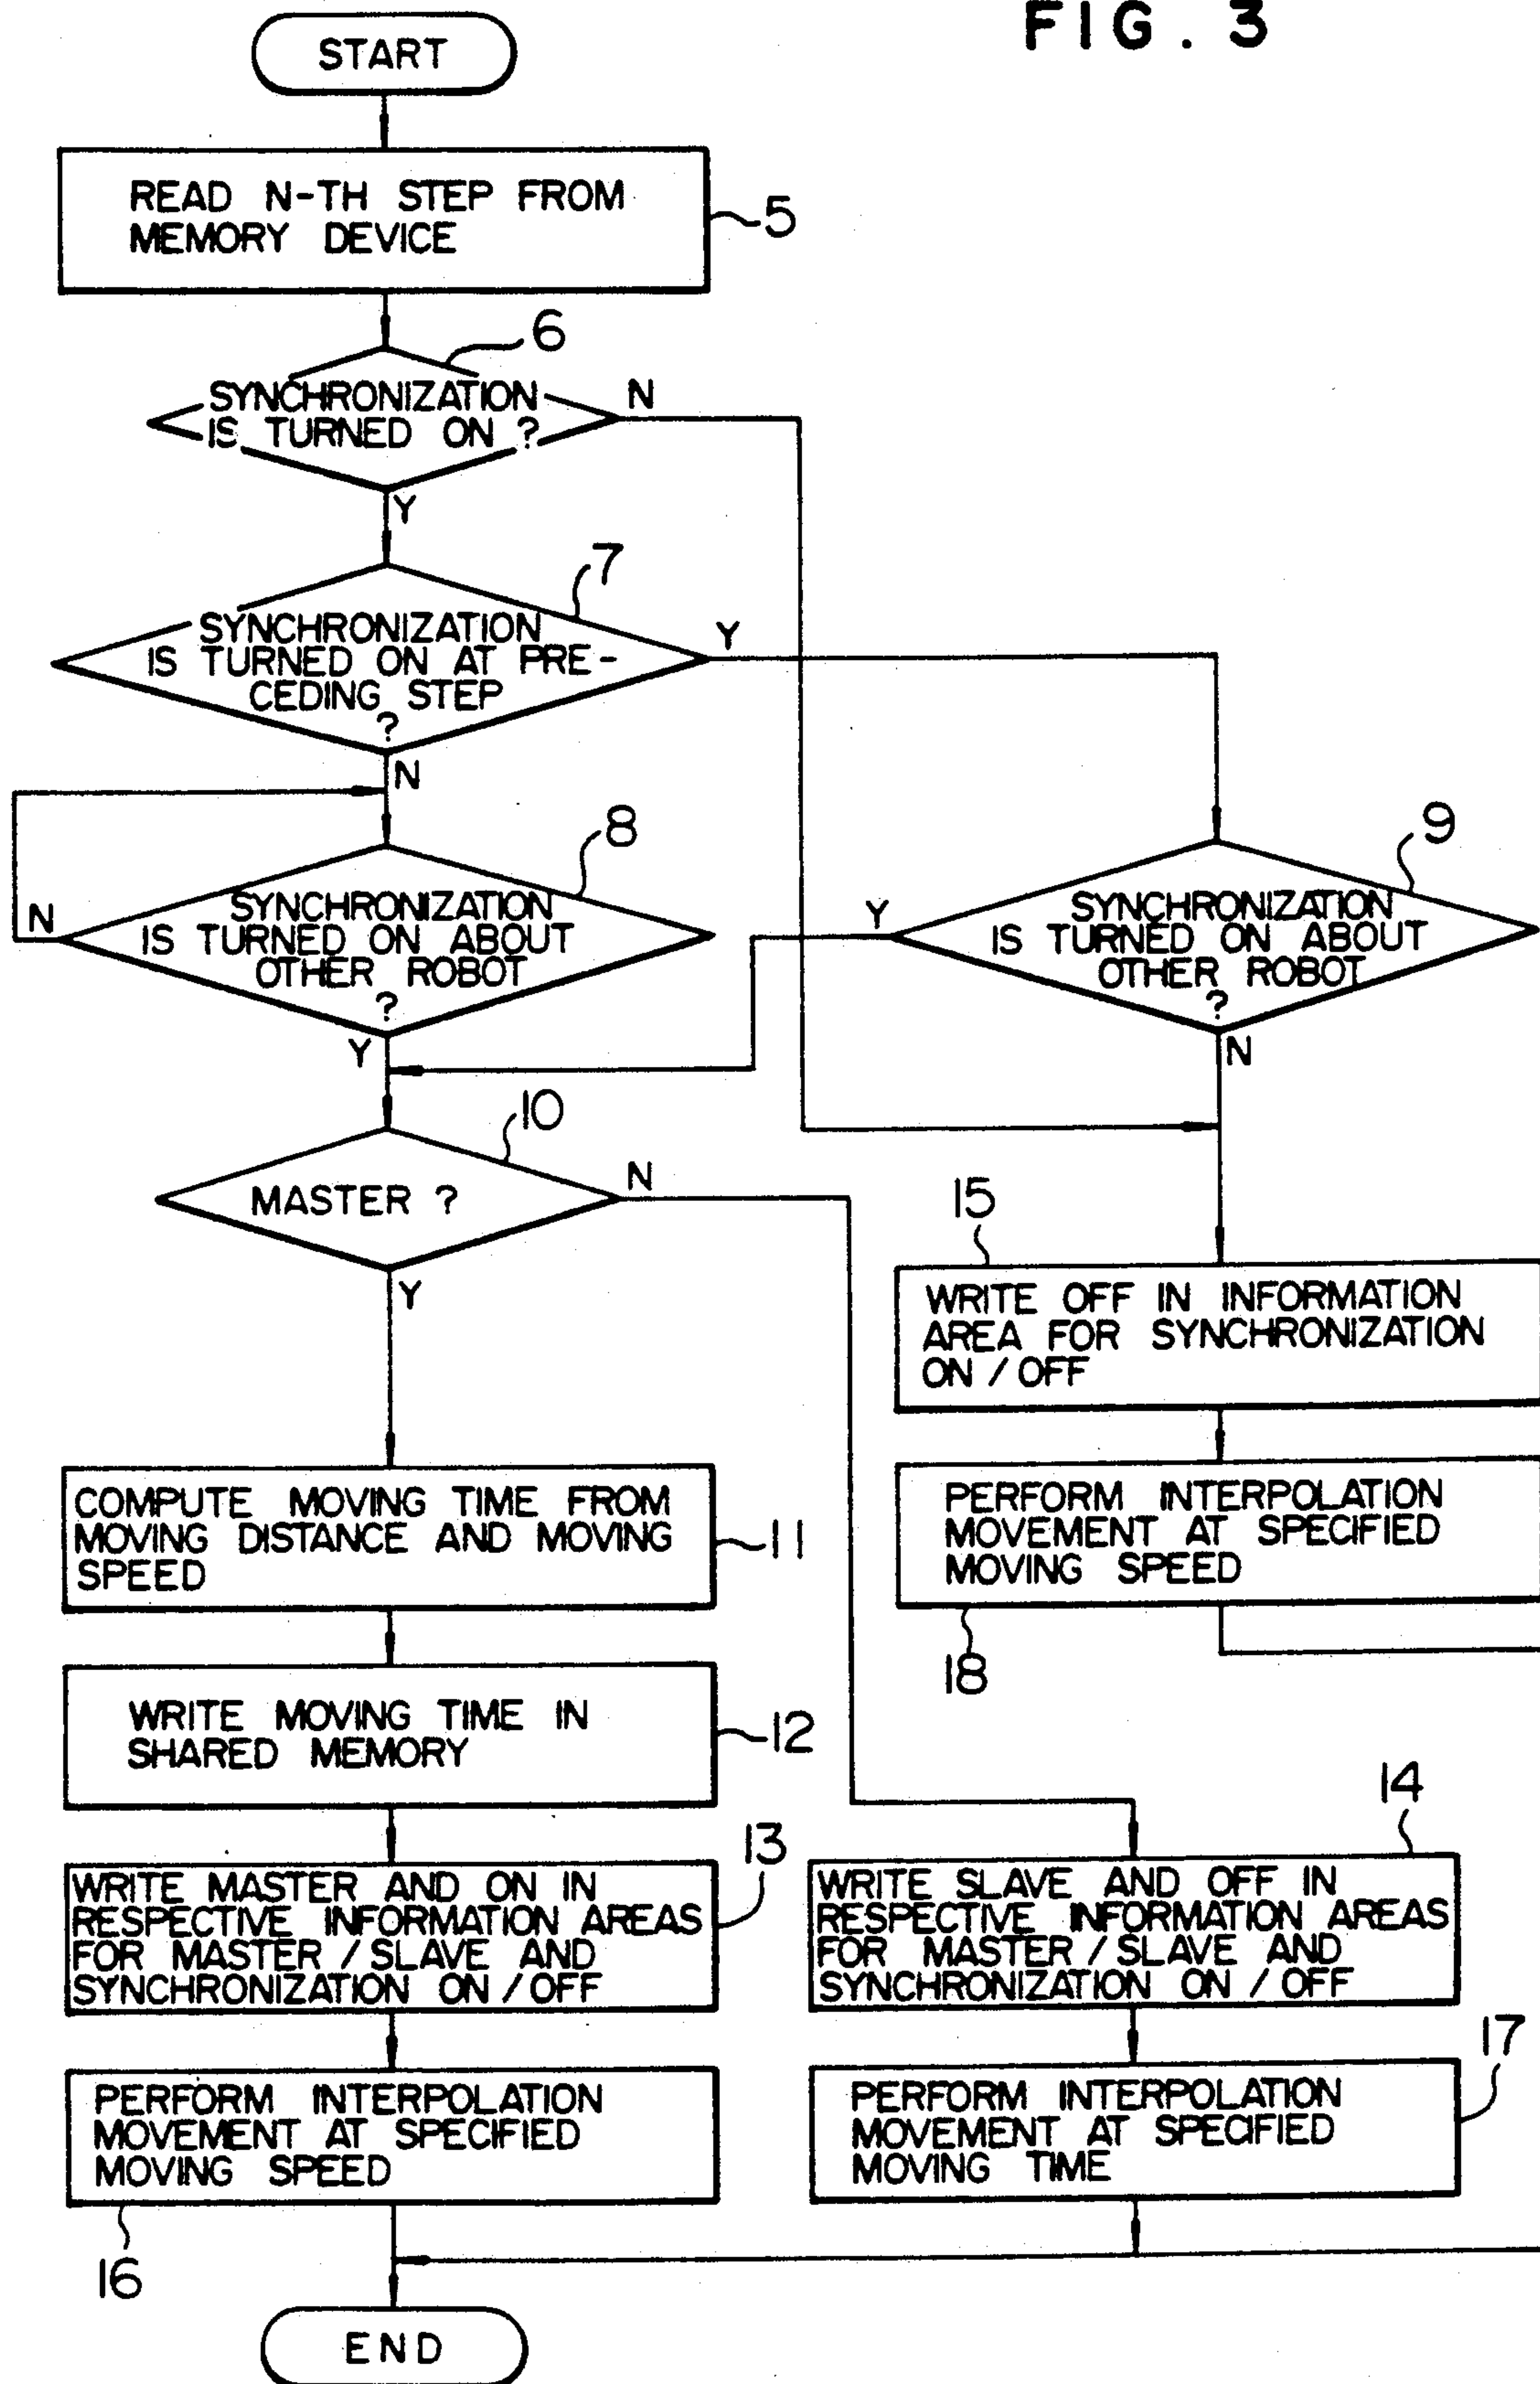 FIG. 3
START
READ N-TH STEP FROM
MEMORY DEVICE
5
6
SYNCHRONIZATION
IS TURNED ON ?
N
Y
7
SYNCHRONIZATION
IS TURNED ON AT PRE-
CEDING STEP
?
Y
N
8
SYNCHRONIZATION
IS TURNED ON ABOUT
OTHER ROBOT
?
N
Y
9
SYNCHRONIZATION
IS TURNED ON ABOUT
OTHER ROBOT
?
Y
N
10
MASTER ?
N
Y
15
WRITE OFF IN INFORMATION
AREA FOR SYNCHRONIZATION
ON / OFF
COMPUTE MOVING TIME FROM
MOVING DISTANCE AND MOVING
SPEED
11
PERFORM INTERPOLATION
MOVEMENT AT SPECIFIED
MOVING SPEED
18
WRITE MOVING TIME IN
SHARED MEMORY
12
13
WRITE MASTER AND ON IN
RESPECTIVE INFORMATION AREAS
FOR MASTER / SLAVE AND
SYNCHRONIZATION ON / OFF
14
WRITE SLAVE AND OFF IN
RESPECTIVE INFORMATION AREAS
FOR MASTER / SLAVE AND
SYNCHRONIZATION ON / OFF
PERFORM INTERPOLATION
MOVEMENT AT SPECIFIED
MOVING SPEED
16
17
PERFORM INTERPOLATION
MOVEMENT AT SPECIFIED
MOVING TIME
END